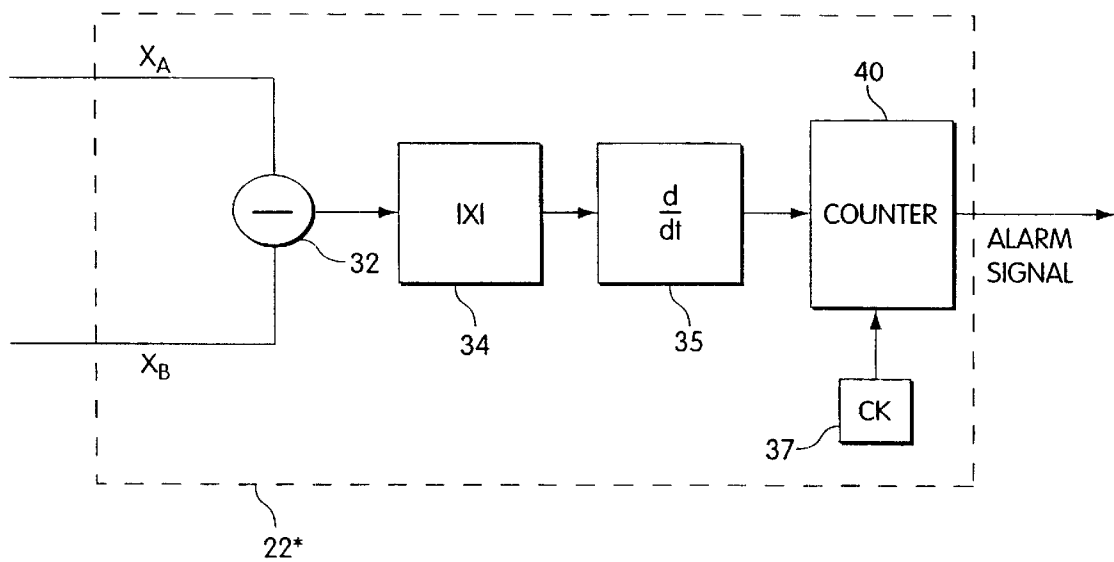 X_A
40
—
|X|
d
dt
COUNTER
ALARM
SIGNAL
32
34
35
X_B
CK
37
22*